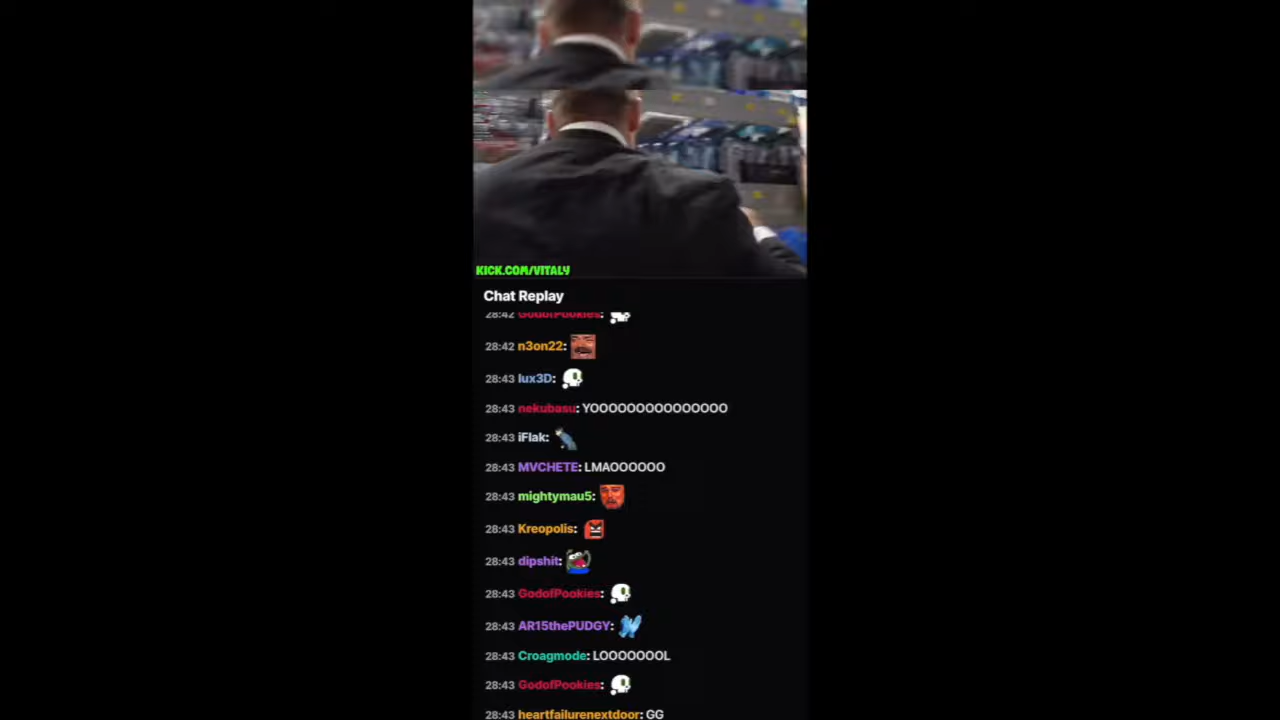 KICK.COM/VITALY
Chat Replay
28:42 GodofPookies:
28:42 n3on22:
28:43 lux3D:
28:43 nekubasu: YOOOOOOOOOOOOOOO
28:43 iFlak:
28:43 MVCHETE: LMAOOOOOO
28:43 mightymau5:
28:43 Kreopolis:
28:43 dipshit:
28:43 GodofPookies:
28:43 AR15thePUDGY:
28:43 Croagmode: LOOOOOOOL
28:43 GodofPookies:
28:43 heartfailurenextdoor: GG